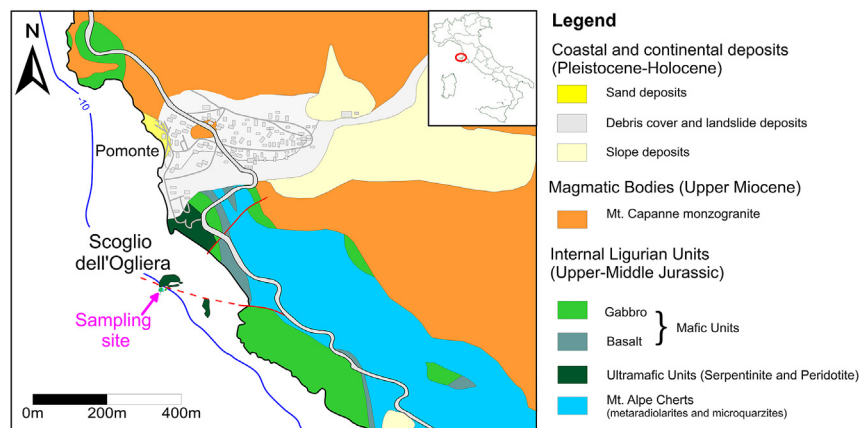 N
-10
Pomonte
Scoglio
dell'Ogliera
Sampling
site
0m 200m 400m
Legend
Coastal and continental deposits
(Pleistocene-Holocene)
Sand deposits
Debris cover and landslide deposits
Slope deposits
Magmatic Bodies (Upper Miocene)
Mt. Capanne monzogranite
Internal Ligurian Units
(Upper-Middle Jurassic)
Gabbro
Basalt
} Mafic Units
Ultramafic Units (Serpentinite and Peridotite)
Mt. Alpe Cherts
(metaradiolarites and microquarzites)